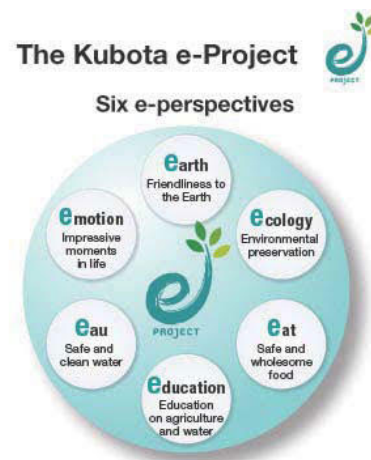 The Kubota e-Project
PROJECT
Six e-perspectives
earth
Friendliness to
the Earth
ecology
Environmental
preservation
eat
Safe and
wholesome
food
education
Education
on agriculture
and water
eau
Safe and
clean water
emotion
Impressive
moments
in life
e
PROJECT